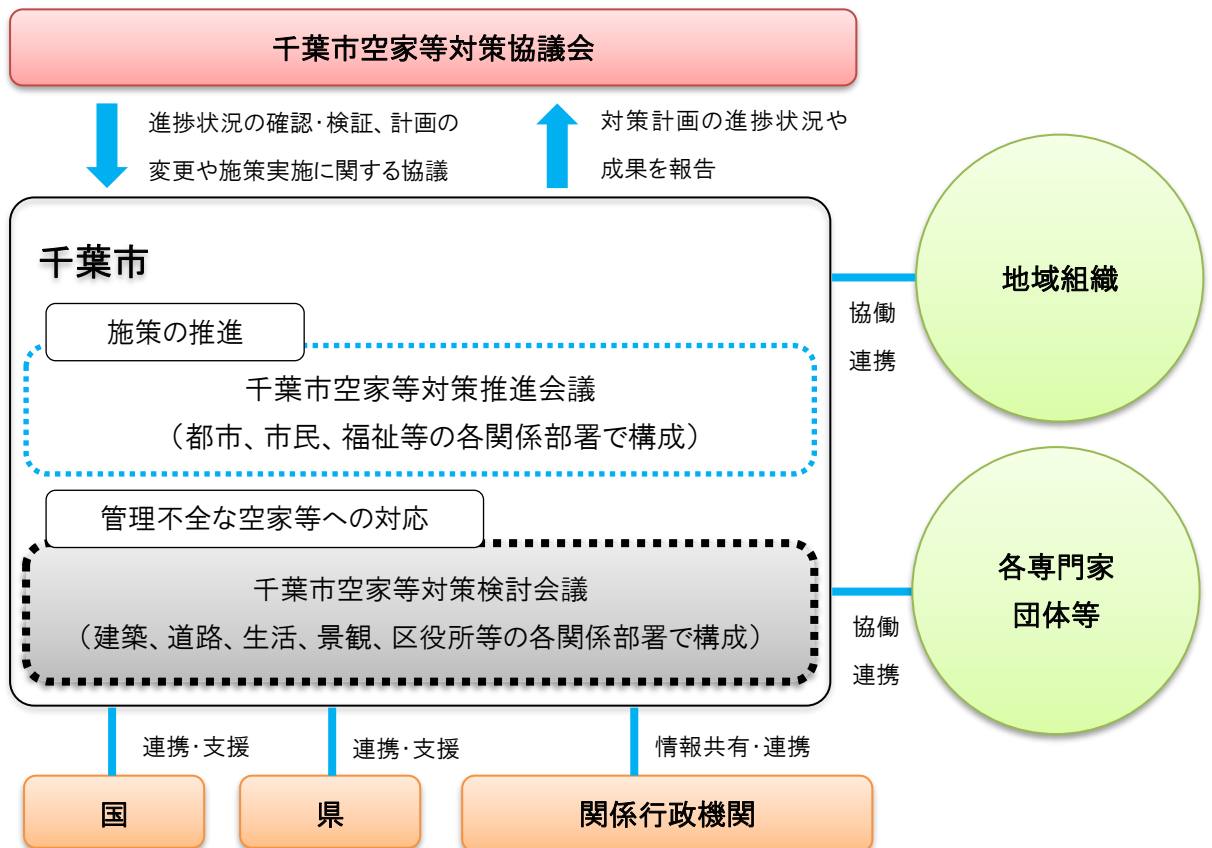 千葉市空家等対策協議会
進捗状況の確認・検証、計画の
変更や施策実施に関する協議
対策計画の進捗状況や
成果を報告
千葉市
施策の推進
千葉市空家等対策推進会議
（都市、市民、福祉等の各関係部署で構成）
管理不全な空家等への対応
千葉市空家等対策検討会議
（建築、道路、生活、景観、区役所等の各関係部署で構成）
協働
連携
地域組織
協働
連携
各専門家
団体等
連携・支援
連携・支援
情報共有・連携
国
県
関係行政機関